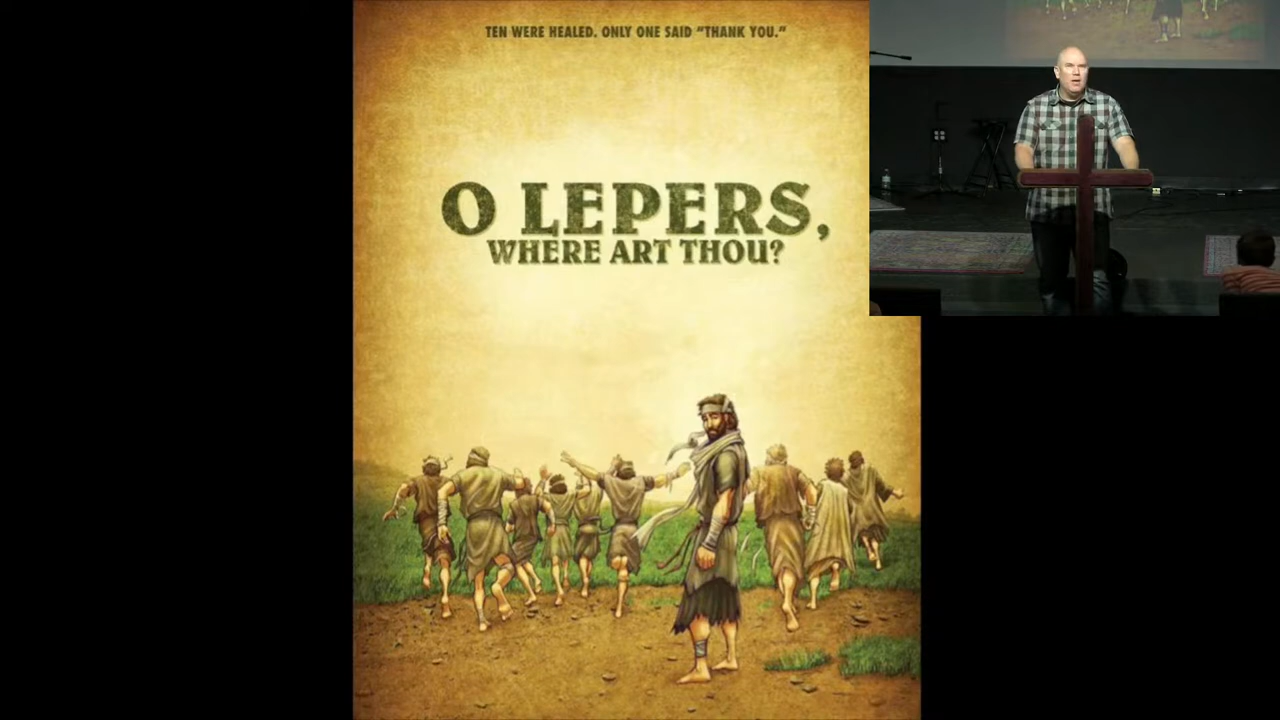 TEN WERE HEALED. ONLY ONE SAID "THANK YOU."
O LEPERS,
WHERE ART THOU?